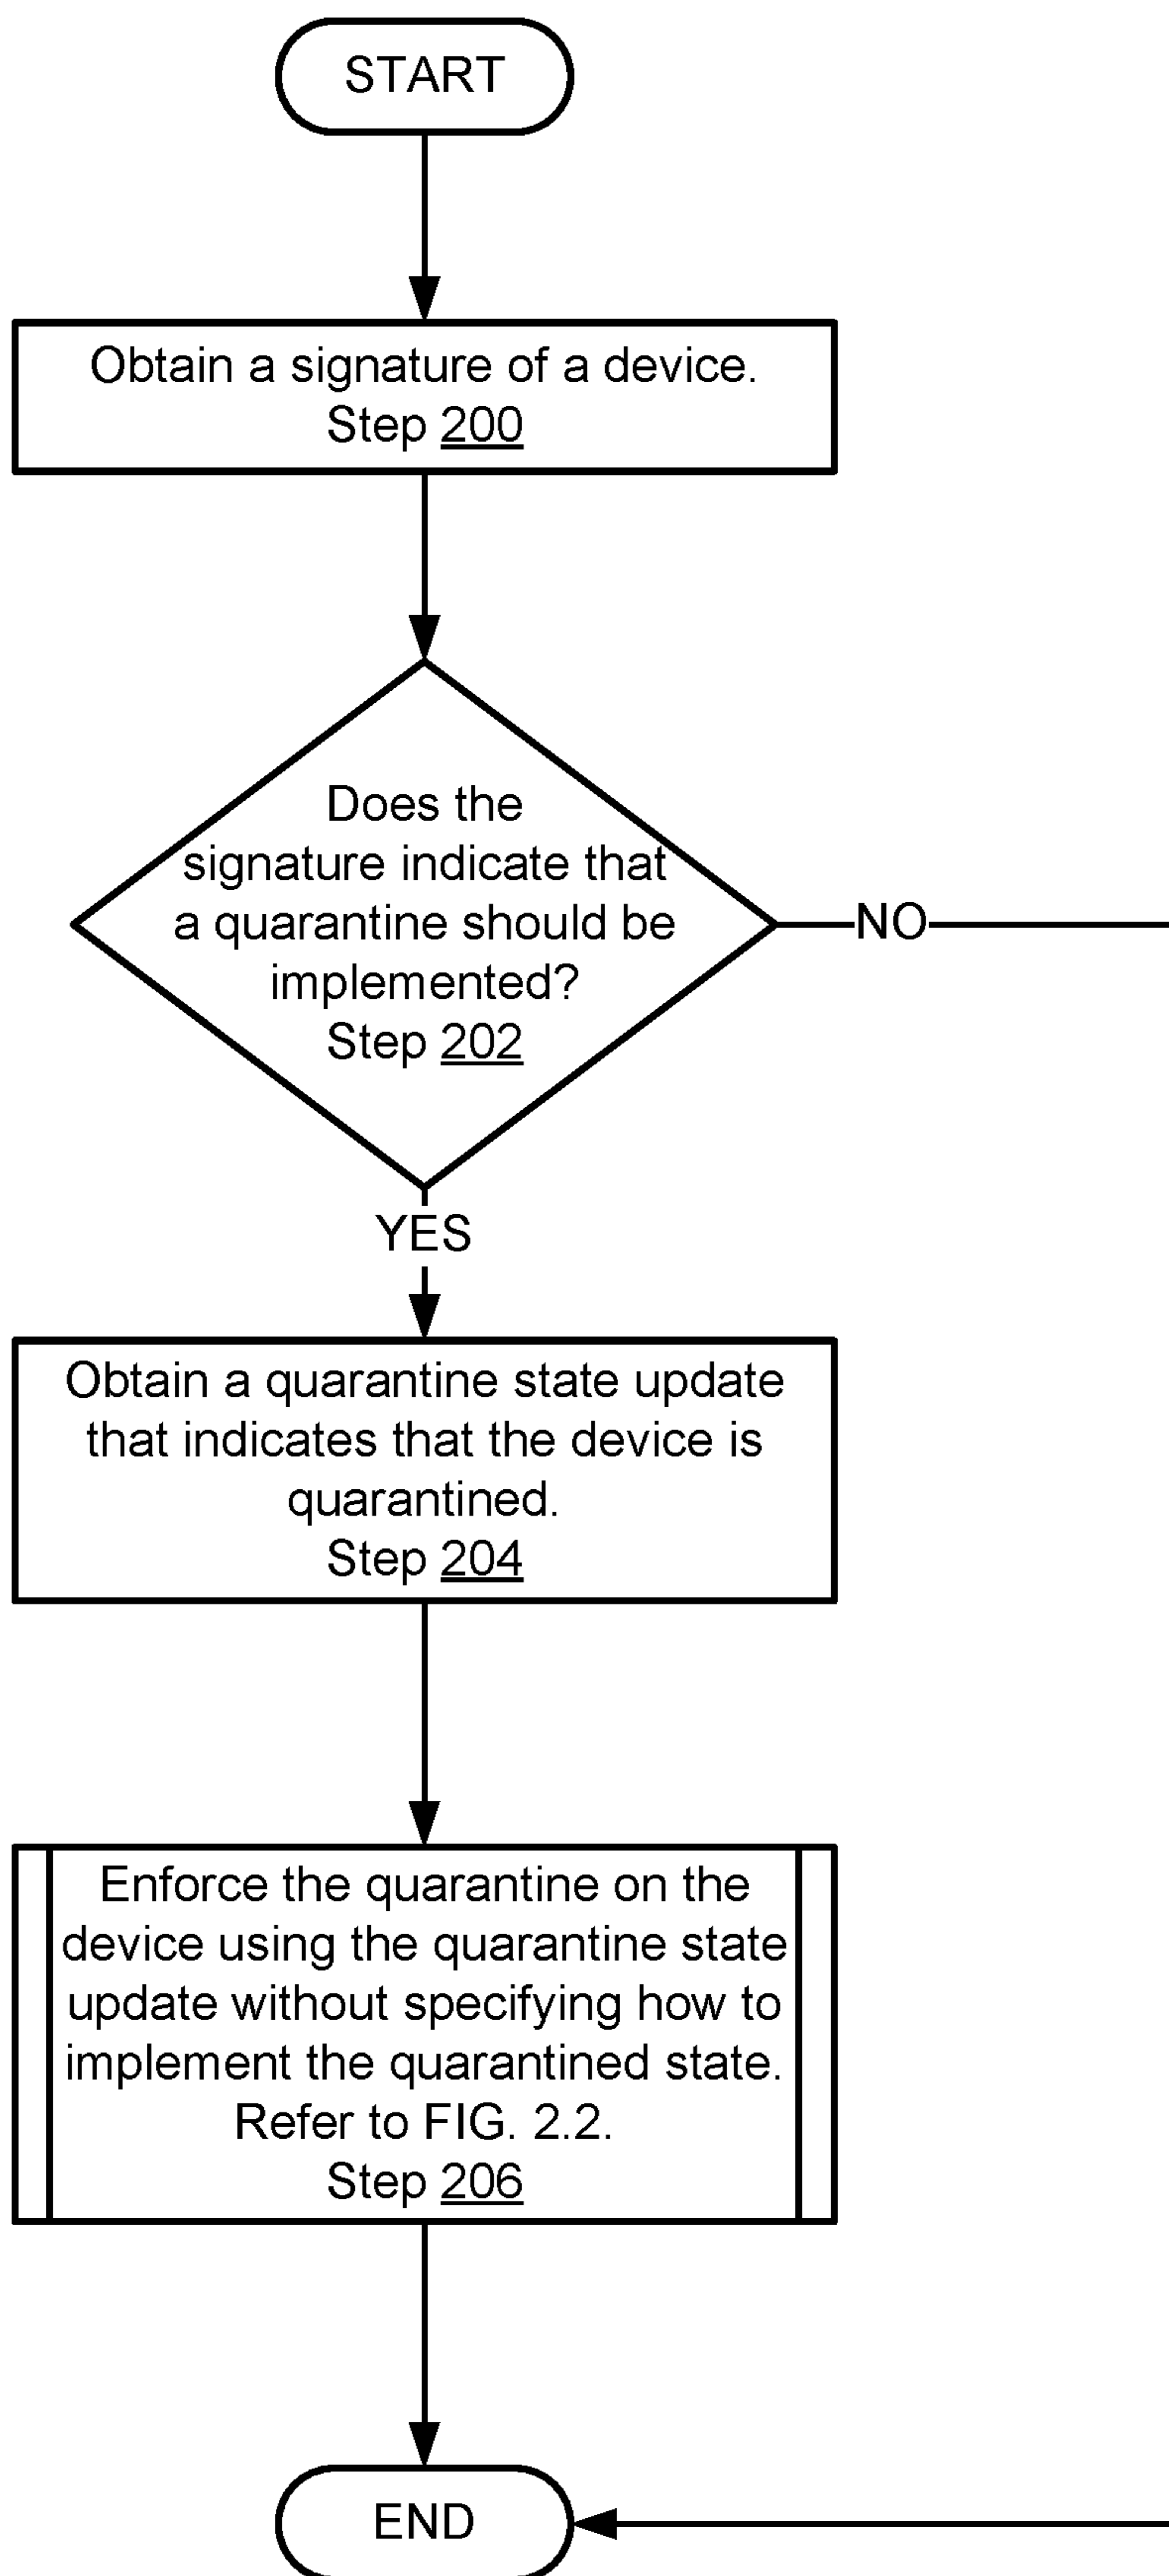 START
Obtain a signature of a device.
Step 200
Does the
signature indicate that
a quarantine should be
implemented?
Step 202
NO
YES
Obtain a quarantine state update
that indicates that the device is
quarantined.
Step 204
Enforce the quarantine on the
device using the quarantine state
update without specifying how to
implement the quarantined state.
Refer to FIG. 2.2.
Step 206
END